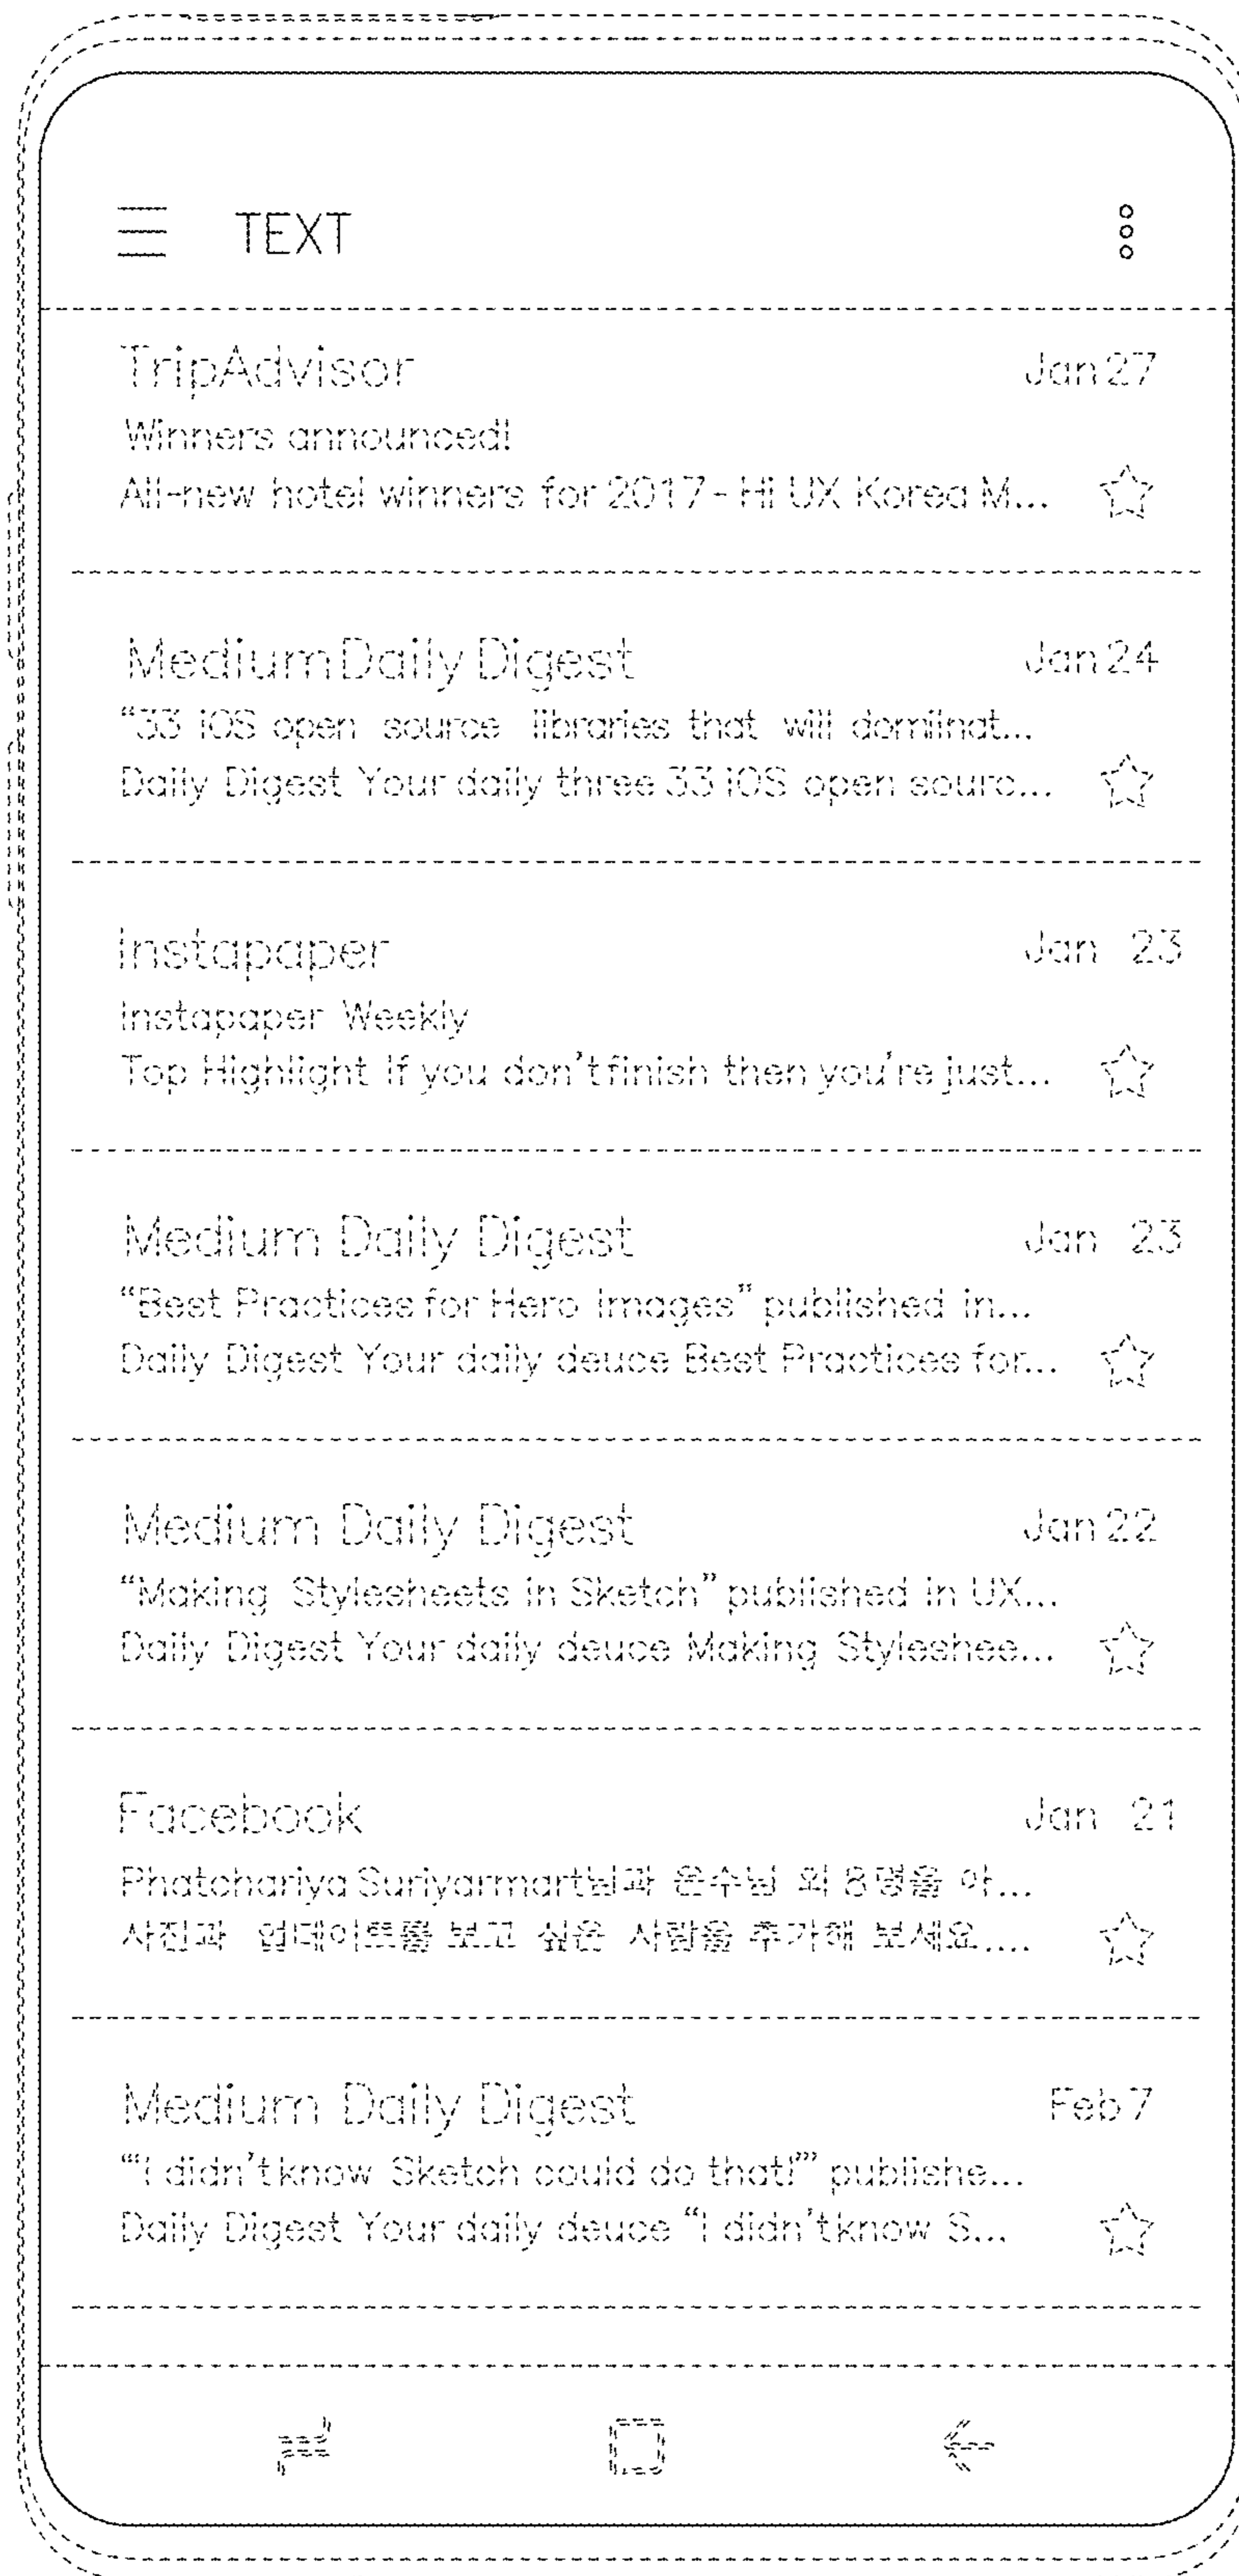 TEXT
TripAdvisor Jan 27
Winners announced!
All-new hotel winners for 2017 - Hi UX Korea M...
Medium Daily Digest Jan 24
“33 iOS open source libraries that will domiinat...
Daily Digest Your daily three 33 iOS open sourc...
Instapaper Jan 23
Instapaper Weekly
Top Highlight If you don’t finish then you’re just...
Medium Daily Digest Jan 23
“Best Practices for Hero Images” published in...
Daily Digest Your daily deuce Best Practices for...
Medium Daily Digest Jan 22
“Making Stylesheets in Sketch” published in UX...
Daily Digest Your daily deuce Making Styleshee...
Facebook Jan 21
Phatchariya Suriyarmart님과 은수님 외 8명을 아...
사진과 업데이트를 보고 싶은 사람을 추가해 보세요....
Medium Daily Digest Feb 7
“‘I didn’t know Sketch could do that!’” publishe...
Daily Digest Your daily deuce “I didn’t know S...